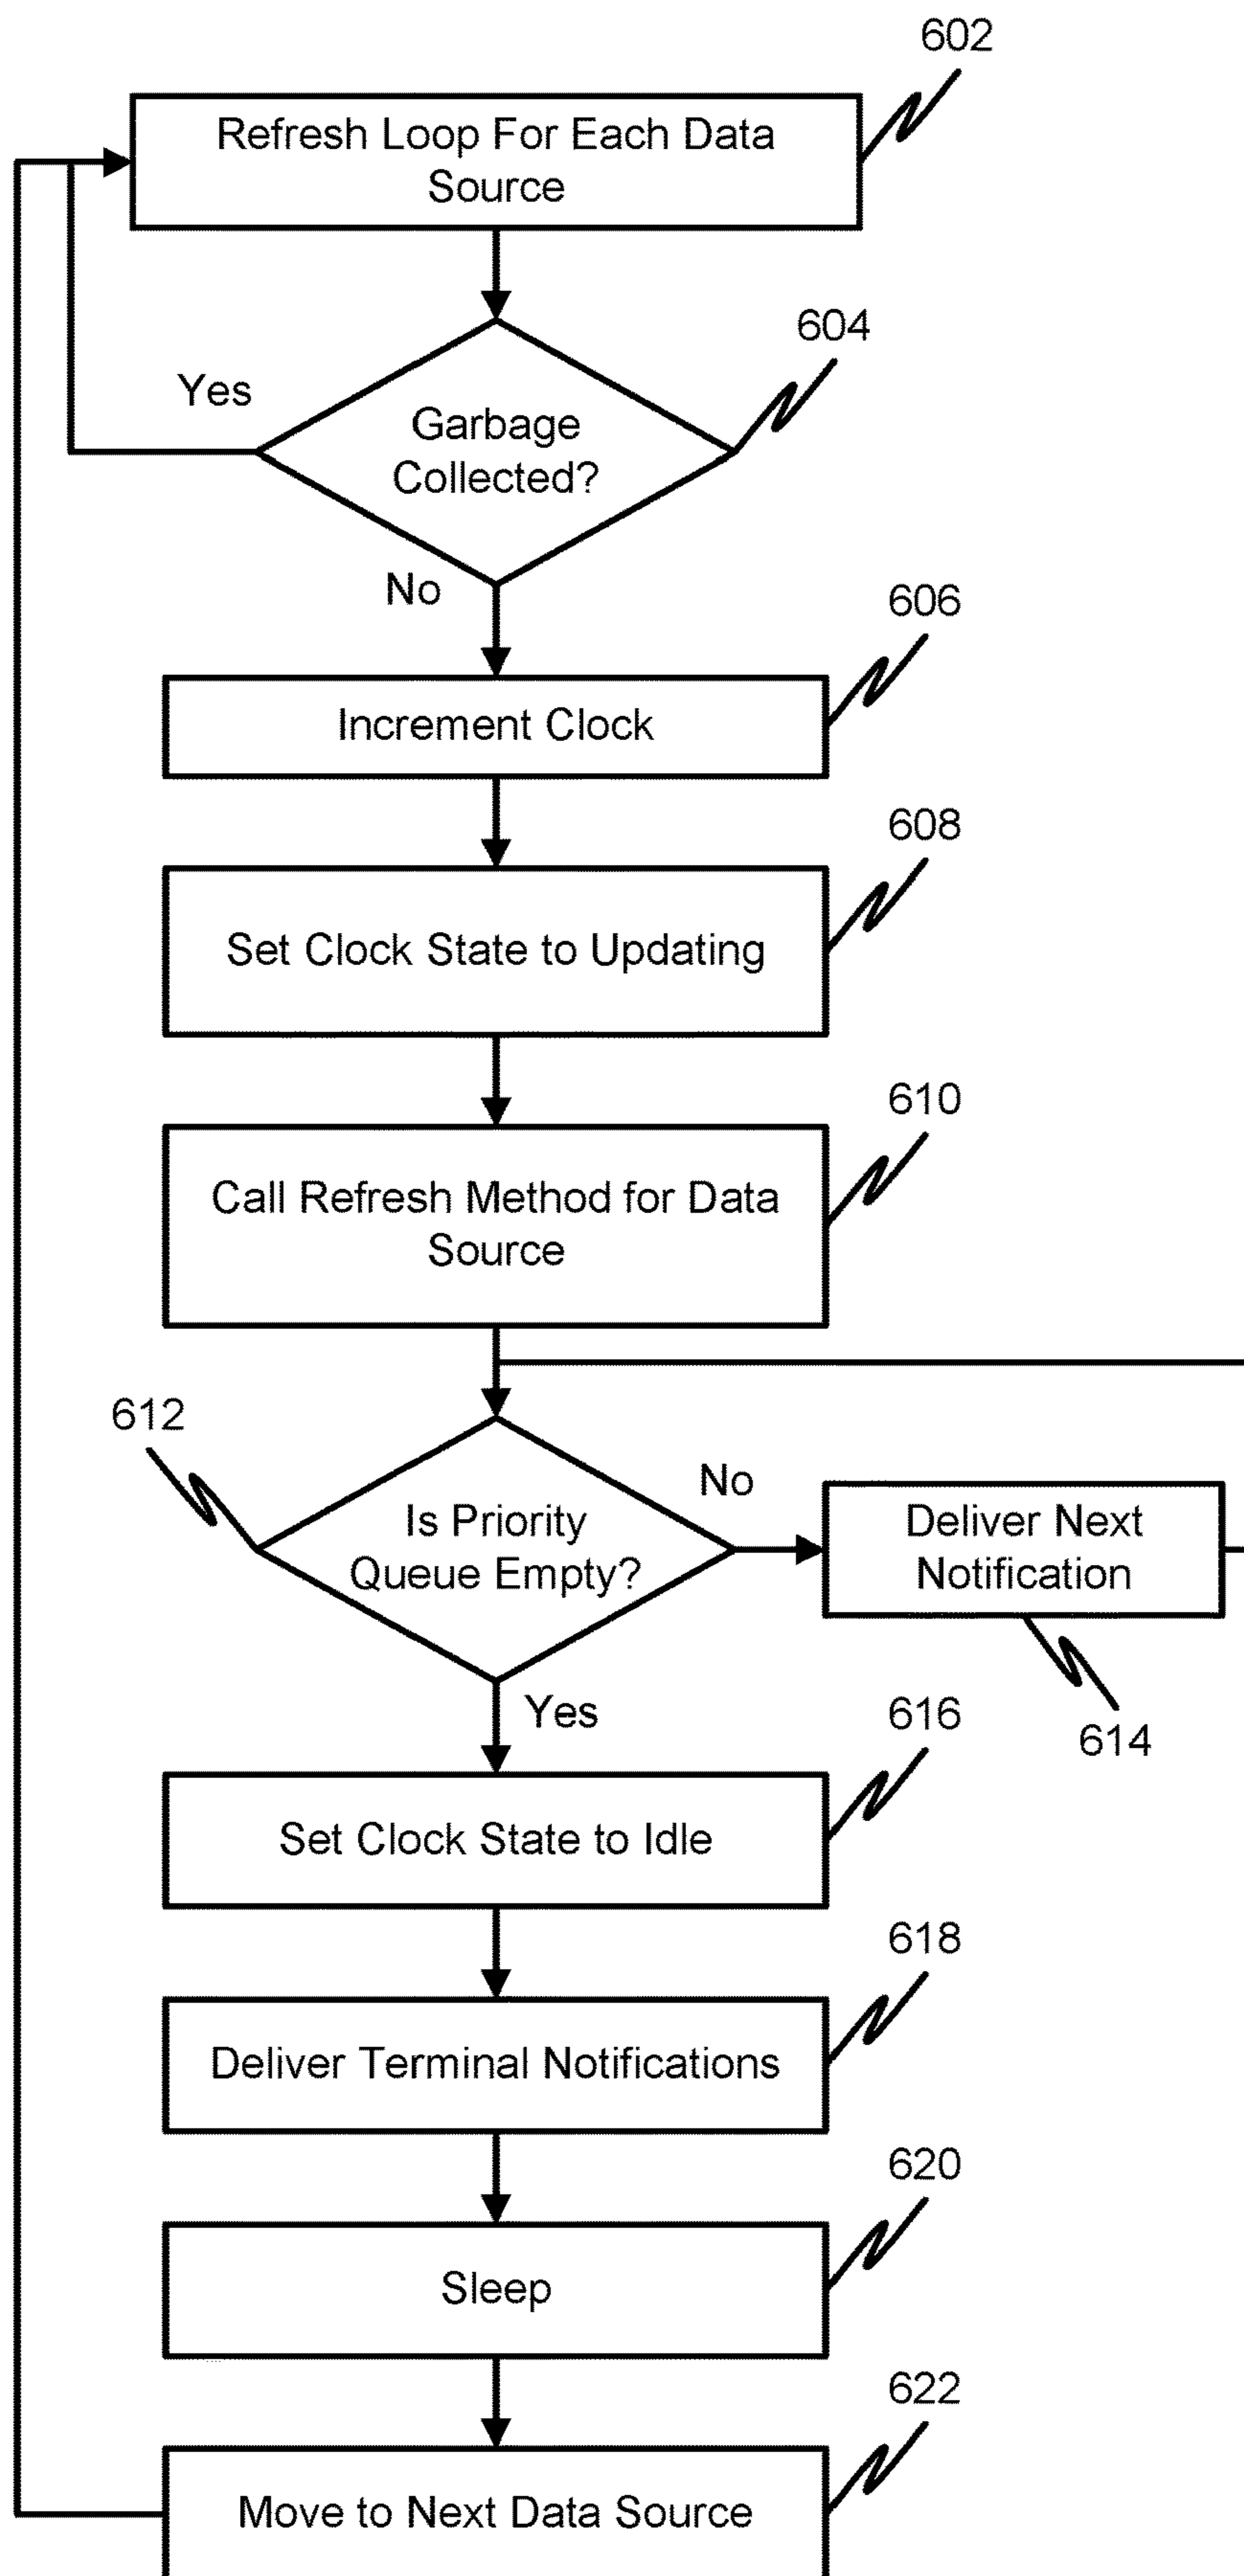 602
Refresh Loop For Each Data
Source
604
Yes
Garbage
Collected?
No
606
Increment Clock
608
Set Clock State to Updating
610
Call Refresh Method for Data
Source
612
No
Is Priority
Queue Empty?
Deliver Next
Notification
Yes
614
616
Set Clock State to Idle
618
Deliver Terminal Notifications
620
Sleep
622
Move to Next Data Source